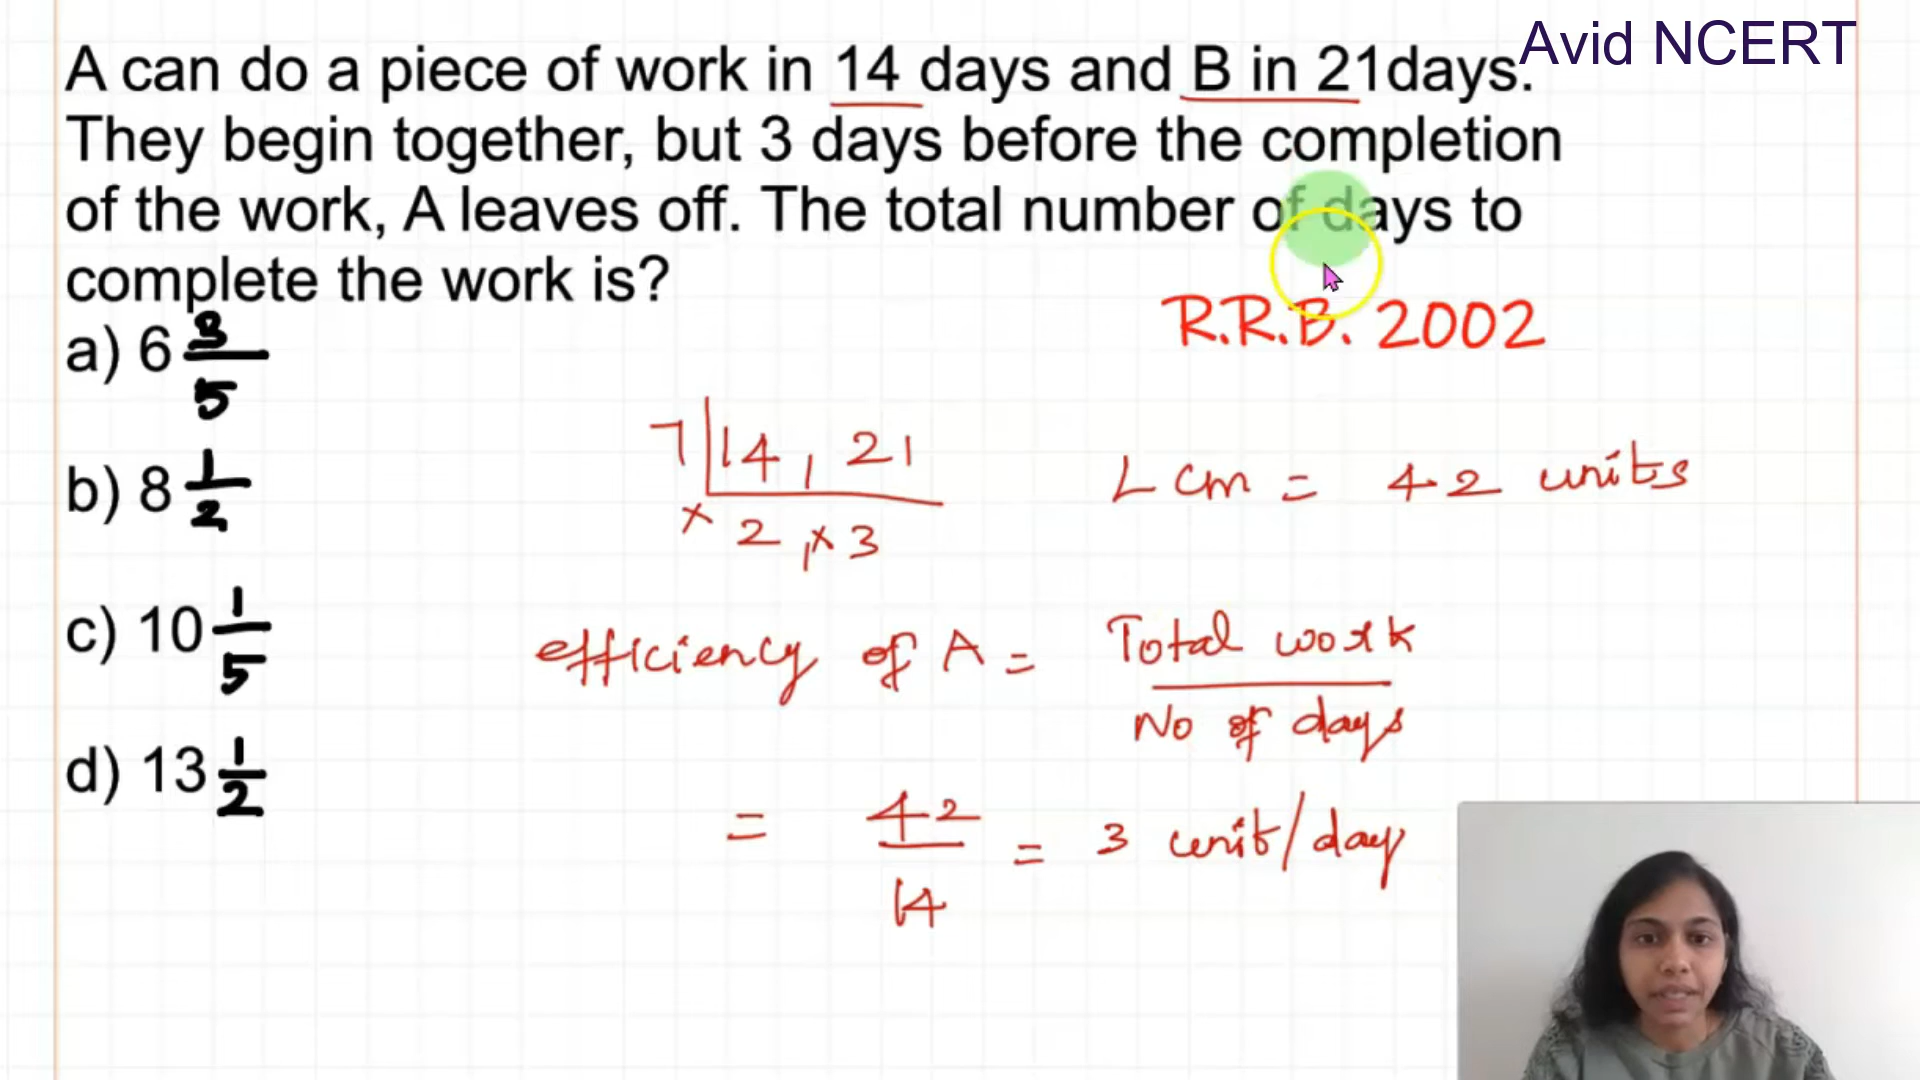 Avid NCERT
A can do a piece of work in 14 days and B in 21days.
They begin together, but 3 days before the completion
of the work, A leaves off. The total number of days to
complete the work is?
R.R.B. 2002
a) 6 3/5
b) 8 1/2
c) 10 1/5
d) 13 1/2
7 | 14 , 21
× 2 , × 3
LCM = 42 units
efficiency of A = Total work
No of days
= 42/14 = 3 unit/day